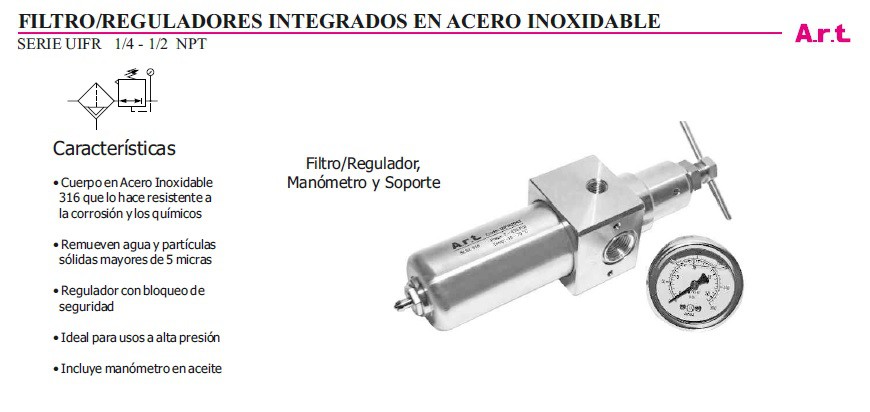 FILTRO/REGULADORES INTEGRADOS EN ACERO INOXIDABLE
SERIE UIFR 1/4 - 1/2 NPT
A.r.t.
Características
Filtro/Regulador,
Manómetro y Soporte
• Cuerpo en Acero Inoxidable
316 que lo hace resistente a
la corrosión y los químicos
• Remueven agua y partículas
sólidas mayores de 5 micras
• Regulador con bloqueo de
seguridad
• Ideal para usos a alta presión
• Incluye manómetro en aceite
A.r.t.